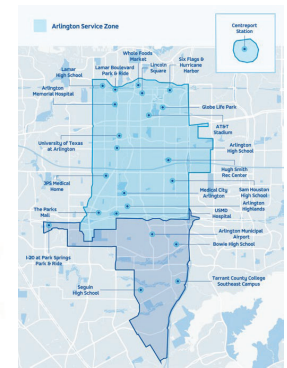 Arlington Service Zone
Centreport
Station
Whole Foods
Market
Lamar Boulevard
Park & Ride
Lincoln
Square
Six Flags &
Hurricane
Harbor
Lamar
High School
Arlington
Memorial Hospital
Globe Life Park
AT&T
Stadium
University of Texas
at Arlington
Arlington
High School
Hugh Smith
Rec Center
JPS Medical
Home
Medical City
Arlington
Sam Houston
High School
Arlington
Highlands
The Parks
Mall
USMD
Hospital
Arlington Municipal
Airport
Bowie High School
I-20 at Park Springs
Park & Ride
Seguin
High School
Tarrant County College
Southeast Campus